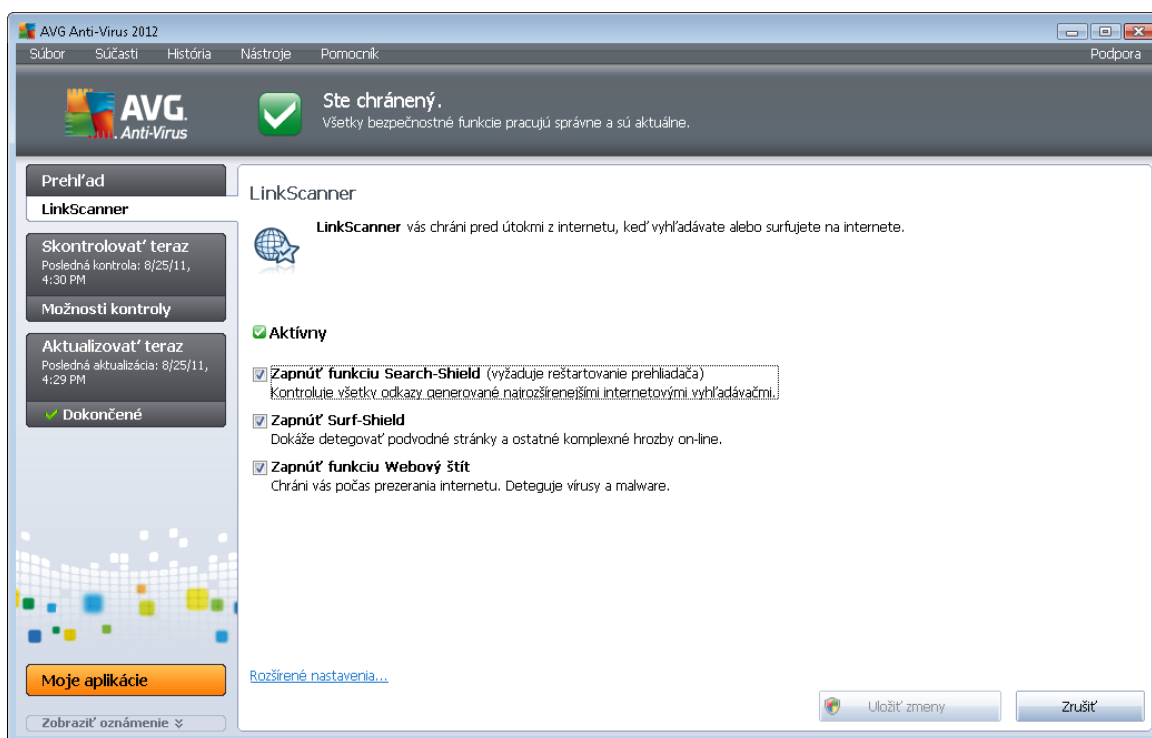 AVG Anti-Virus 2012
Súbor Súčasti História Nástroje Pomocník Podpora
AVG.
Anti-Virus
Ste chránený.
Všetky bezpečnostné funkcie pracujú správne a sú aktuálne.
Prehľad
LinkScanner
Skontrolovať teraz
Posledná kontrola: 8/25/11,
4:30 PM
Možnosti kontroly
Aktualizovať teraz
Posledná aktualizácia: 8/25/11,
4:29 PM
Dokončené
Moje aplikácie
Zobraziť oznámenie
LinkScanner
LinkScanner vás chráni pred útokmi z internetu, keď vyhľadávate alebo surfujete na internete.
Aktívny
Zapnúť funkciu Search-Shield (vyžaduje reštartovanie prehliadača)
Kontroluje všetky odkazy generované najrozšírenejšími internetovými vyhľadávačmi.
Zapnúť Surf-Shield
Dokáže detegovať podvodné stránky a ostatné komplexné hrozby on-line.
Zapnúť funkciu Webový štít
Chráni vás počas prezerania internetu. Deteguje vírusy a malware.
Rozšírené nastavenia...
Uložiť zmeny
Zrušiť